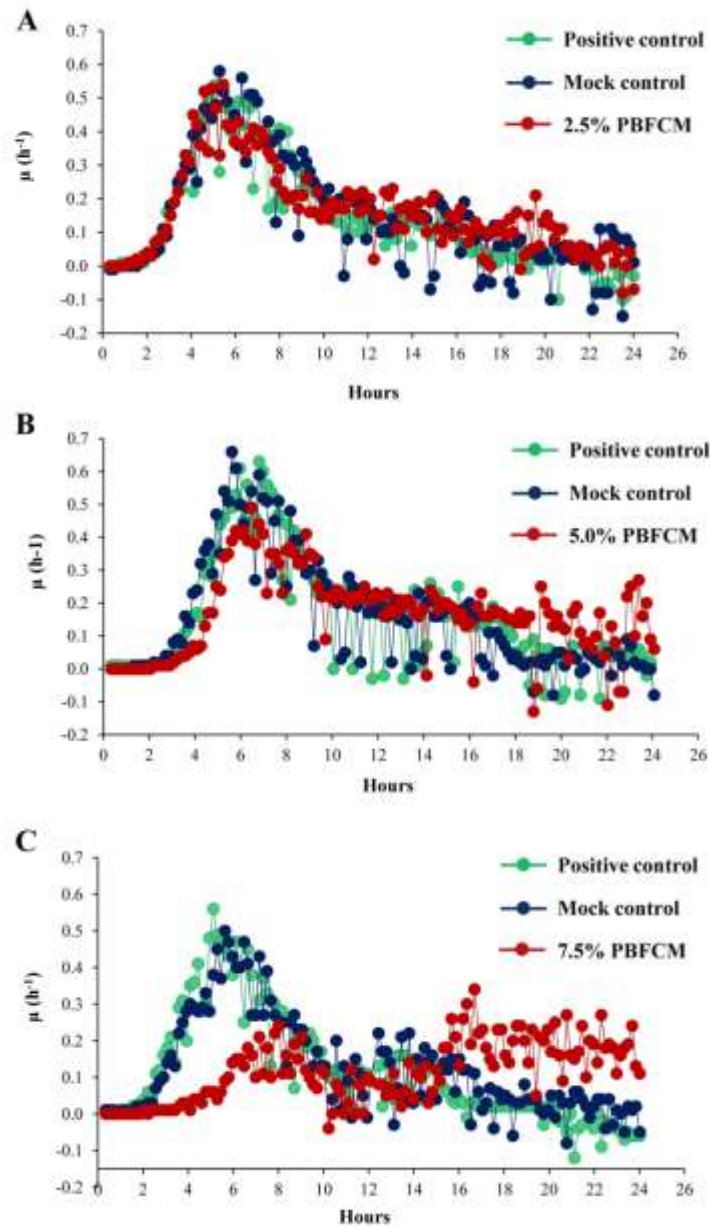 A
Positive control
Mock control
2.5% PBFCM
0.7
0.6
0.5
0.4
0.3
0.2
0.1
0.0
-0.1
-0.2
µ (h⁻¹)
0 2 4 6 8 10 12 14 16 18 20 22 24 26
Hours
B
Positive control
Mock control
5.0% PBFCM
0.7
0.6
0.5
0.4
0.3
0.2
0.1
0.0
-0.1
-0.2
µ (h-1)
0 2 4 6 8 10 12 14 16 18 20 22 24 26
Hours
C
Positive control
Mock control
7.5% PBFCM
0.7
0.6
0.5
0.4
0.3
0.2
0.1
0.0
-0.1
-0.2
µ (h⁻¹)
0 2 4 6 8 10 12 14 16 18 20 22 24 26
Hours